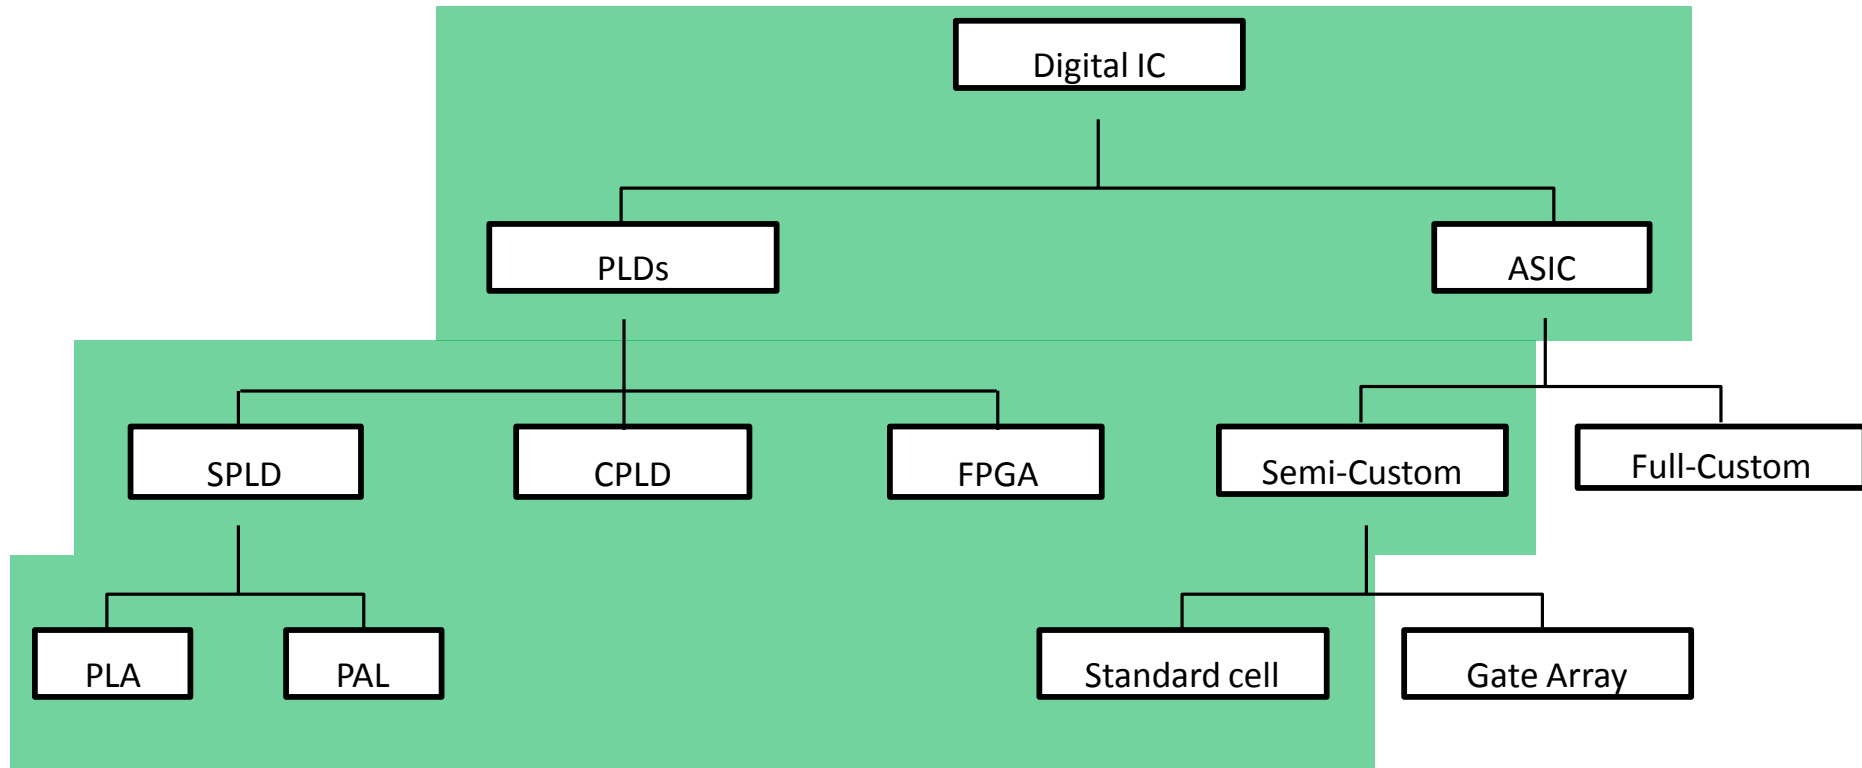 Digital IC
PLDs
ASIC
SPLD
CPLD
FPGA
Semi-Custom
Full-Custom
PLA
PAL
Standard cell
Gate Array